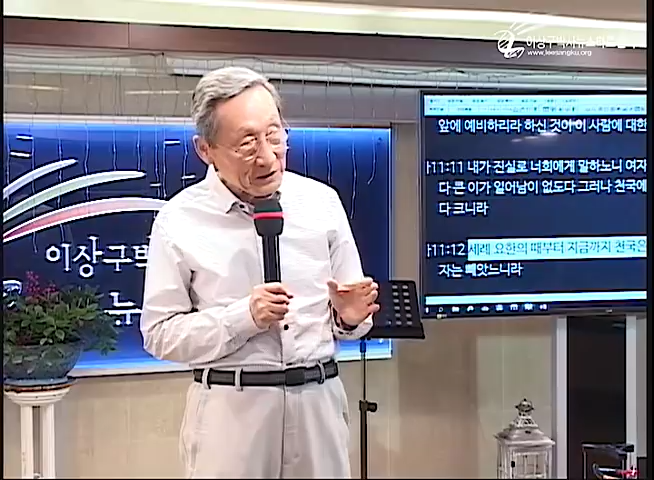 이상구박사뉴스타트
www.leesangku.org
앞에 예비하리라 하신 것이 이 사람에 대한
11:11 내가 진실로 너희에게 말하노니 여자
다 큰 이가 일어남이 없도다 그러나 천국에
다 크니라
11:12 세례 요한의 때부터 지금까지 천국은
자는 빼앗느니라
이상구
뉴